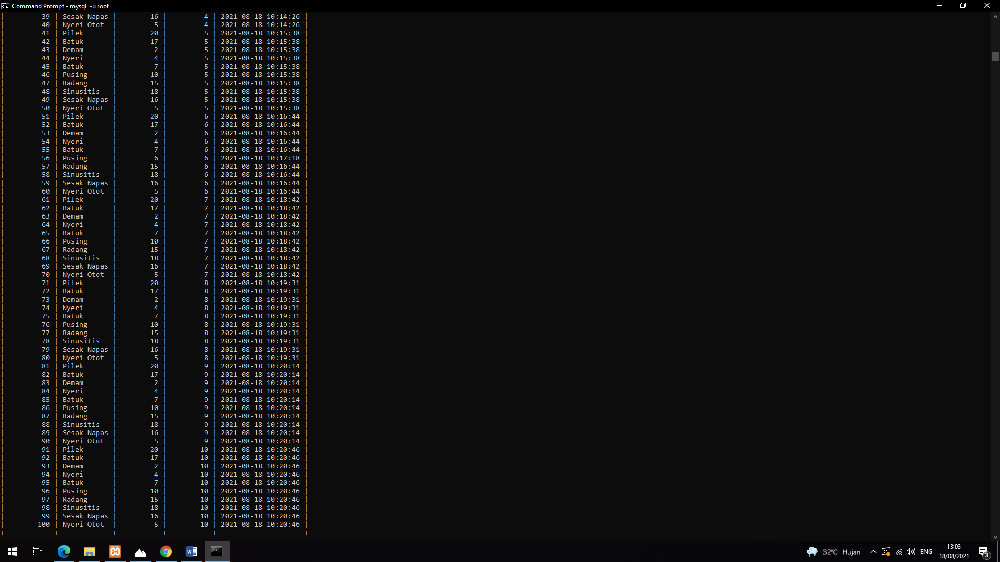 Command Prompt - mysql -u root
| 39 | Sesak Napas | 16 | 4 | 2021-08-18 10:14:26 |
| 40 | Nyeri Otot | 5 | 4 | 2021-08-18 10:14:26 |
| 41 | Pilek | 20 | 5 | 2021-08-18 10:15:38 |
| 42 | Batuk | 17 | 5 | 2021-08-18 10:15:38 |
| 43 | Demam | 2 | 5 | 2021-08-18 10:15:38 |
| 44 | Nyeri | 4 | 5 | 2021-08-18 10:15:38 |
| 45 | Batuk | 7 | 5 | 2021-08-18 10:15:38 |
| 46 | Pusing | 10 | 5 | 2021-08-18 10:15:38 |
| 47 | Radang | 15 | 5 | 2021-08-18 10:15:38 |
| 48 | Sinusitis | 18 | 5 | 2021-08-18 10:15:38 |
| 49 | Sesak Napas | 16 | 5 | 2021-08-18 10:15:38 |
| 50 | Nyeri Otot | 5 | 5 | 2021-08-18 10:15:38 |
| 51 | Pilek | 20 | 6 | 2021-08-18 10:16:44 |
| 52 | Batuk | 17 | 6 | 2021-08-18 10:16:44 |
| 53 | Demam | 2 | 6 | 2021-08-18 10:16:44 |
| 54 | Nyeri | 4 | 6 | 2021-08-18 10:16:44 |
| 55 | Batuk | 7 | 6 | 2021-08-18 10:16:44 |
| 56 | Pusing | 6 | 6 | 2021-08-18 10:17:18 |
| 57 | Radang | 15 | 6 | 2021-08-18 10:16:44 |
| 58 | Sinusitis | 18 | 6 | 2021-08-18 10:16:44 |
| 59 | Sesak Napas | 16 | 6 | 2021-08-18 10:16:44 |
| 60 | Nyeri Otot | 5 | 6 | 2021-08-18 10:16:44 |
| 61 | Pilek | 20 | 7 | 2021-08-18 10:18:42 |
| 62 | Batuk | 17 | 7 | 2021-08-18 10:18:42 |
| 63 | Demam | 2 | 7 | 2021-08-18 10:18:42 |
| 64 | Nyeri | 4 | 7 | 2021-08-18 10:18:42 |
| 65 | Batuk | 7 | 7 | 2021-08-18 10:18:42 |
| 66 | Pusing | 10 | 7 | 2021-08-18 10:18:42 |
| 67 | Radang | 15 | 7 | 2021-08-18 10:18:42 |
| 68 | Sinusitis | 18 | 7 | 2021-08-18 10:18:42 |
| 69 | Sesak Napas | 16 | 7 | 2021-08-18 10:18:42 |
| 70 | Nyeri Otot | 5 | 7 | 2021-08-18 10:18:42 |
| 71 | Pilek | 20 | 8 | 2021-08-18 10:19:31 |
| 72 | Batuk | 17 | 8 | 2021-08-18 10:19:31 |
| 73 | Demam | 2 | 8 | 2021-08-18 10:19:31 |
| 74 | Nyeri | 4 | 8 | 2021-08-18 10:19:31 |
| 75 | Batuk | 7 | 8 | 2021-08-18 10:19:31 |
| 76 | Pusing | 10 | 8 | 2021-08-18 10:19:31 |
| 77 | Radang | 15 | 8 | 2021-08-18 10:19:31 |
| 78 | Sinusitis | 18 | 8 | 2021-08-18 10:19:31 |
| 79 | Sesak Napas | 16 | 8 | 2021-08-18 10:19:31 |
| 80 | Nyeri Otot | 5 | 8 | 2021-08-18 10:19:31 |
| 81 | Pilek | 20 | 9 | 2021-08-18 10:20:14 |
| 82 | Batuk | 17 | 9 | 2021-08-18 10:20:14 |
| 83 | Demam | 2 | 9 | 2021-08-18 10:20:14 |
| 84 | Nyeri | 4 | 9 | 2021-08-18 10:20:14 |
| 85 | Batuk | 7 | 9 | 2021-08-18 10:20:14 |
| 86 | Pusing | 10 | 9 | 2021-08-18 10:20:14 |
| 87 | Radang | 15 | 9 | 2021-08-18 10:20:14 |
| 88 | Sinusitis | 18 | 9 | 2021-08-18 10:20:14 |
| 89 | Sesak Napas | 16 | 9 | 2021-08-18 10:20:14 |
| 90 | Nyeri Otot | 5 | 9 | 2021-08-18 10:20:14 |
| 91 | Pilek | 20 | 10 | 2021-08-18 10:20:46 |
| 92 | Batuk | 17 | 10 | 2021-08-18 10:20:46 |
| 93 | Demam | 2 | 10 | 2021-08-18 10:20:46 |
| 94 | Nyeri | 4 | 10 | 2021-08-18 10:20:46 |
| 95 | Batuk | 7 | 10 | 2021-08-18 10:20:46 |
| 96 | Pusing | 10 | 10 | 2021-08-18 10:20:46 |
| 97 | Radang | 15 | 10 | 2021-08-18 10:20:46 |
| 98 | Sinusitis | 18 | 10 | 2021-08-18 10:20:46 |
| 99 | Sesak Napas | 16 | 10 | 2021-08-18 10:20:46 |
| 100 | Nyeri Otot | 5 | 10 | 2021-08-18 10:20:46 |
+------------+-------------+-----------+-----------+---------------------+
32°C Hujan
ENG
13:03
18/08/2021
3